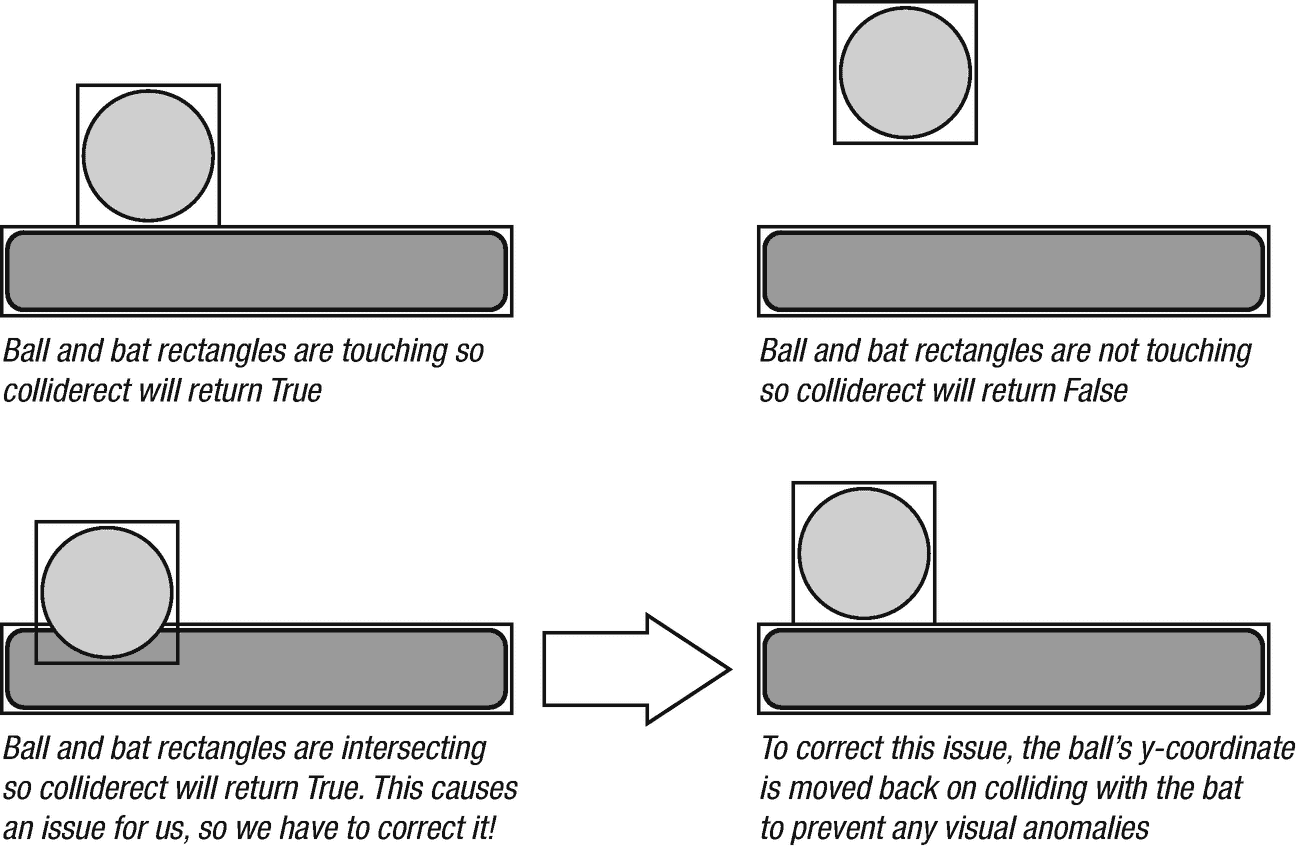 Ball and bat rectangles are touching so
colliderect will return True
Ball and bat rectangles are not touching
so colliderect will return False
Ball and bat rectangles are intersecting
so colliderect will return True. This causes
an issue for us, so we have to correct it!
To correct this issue, the ball’s y-coordinate
is moved back on colliding with the bat
to prevent any visual anomalies